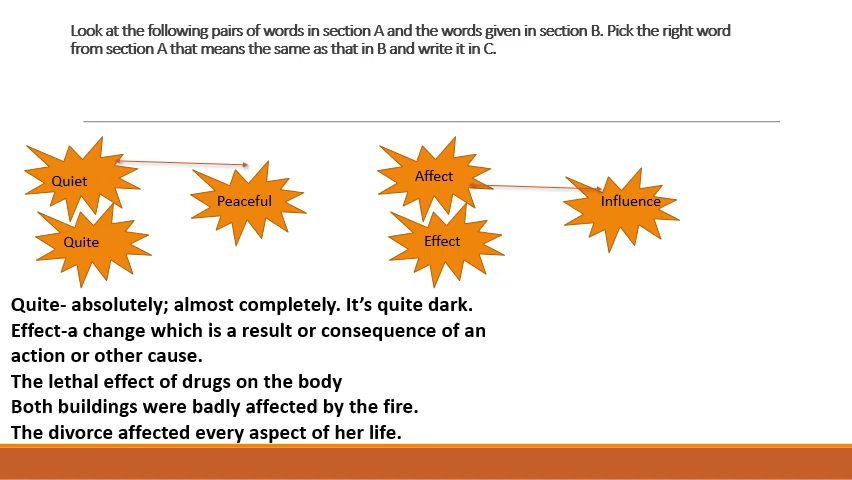 Look at the following pairs of words in section A and the words given in section B. Pick the right word
from section A that means the same as that in B and write it in C.
Quiet
Peaceful
Quite
Affect
Influence
Effect
Quite- absolutely; almost completely. It’s quite dark.
Effect-a change which is a result or consequence of an
action or other cause.
The lethal effect of drugs on the body
Both buildings were badly affected by the fire.
The divorce affected every aspect of her life.